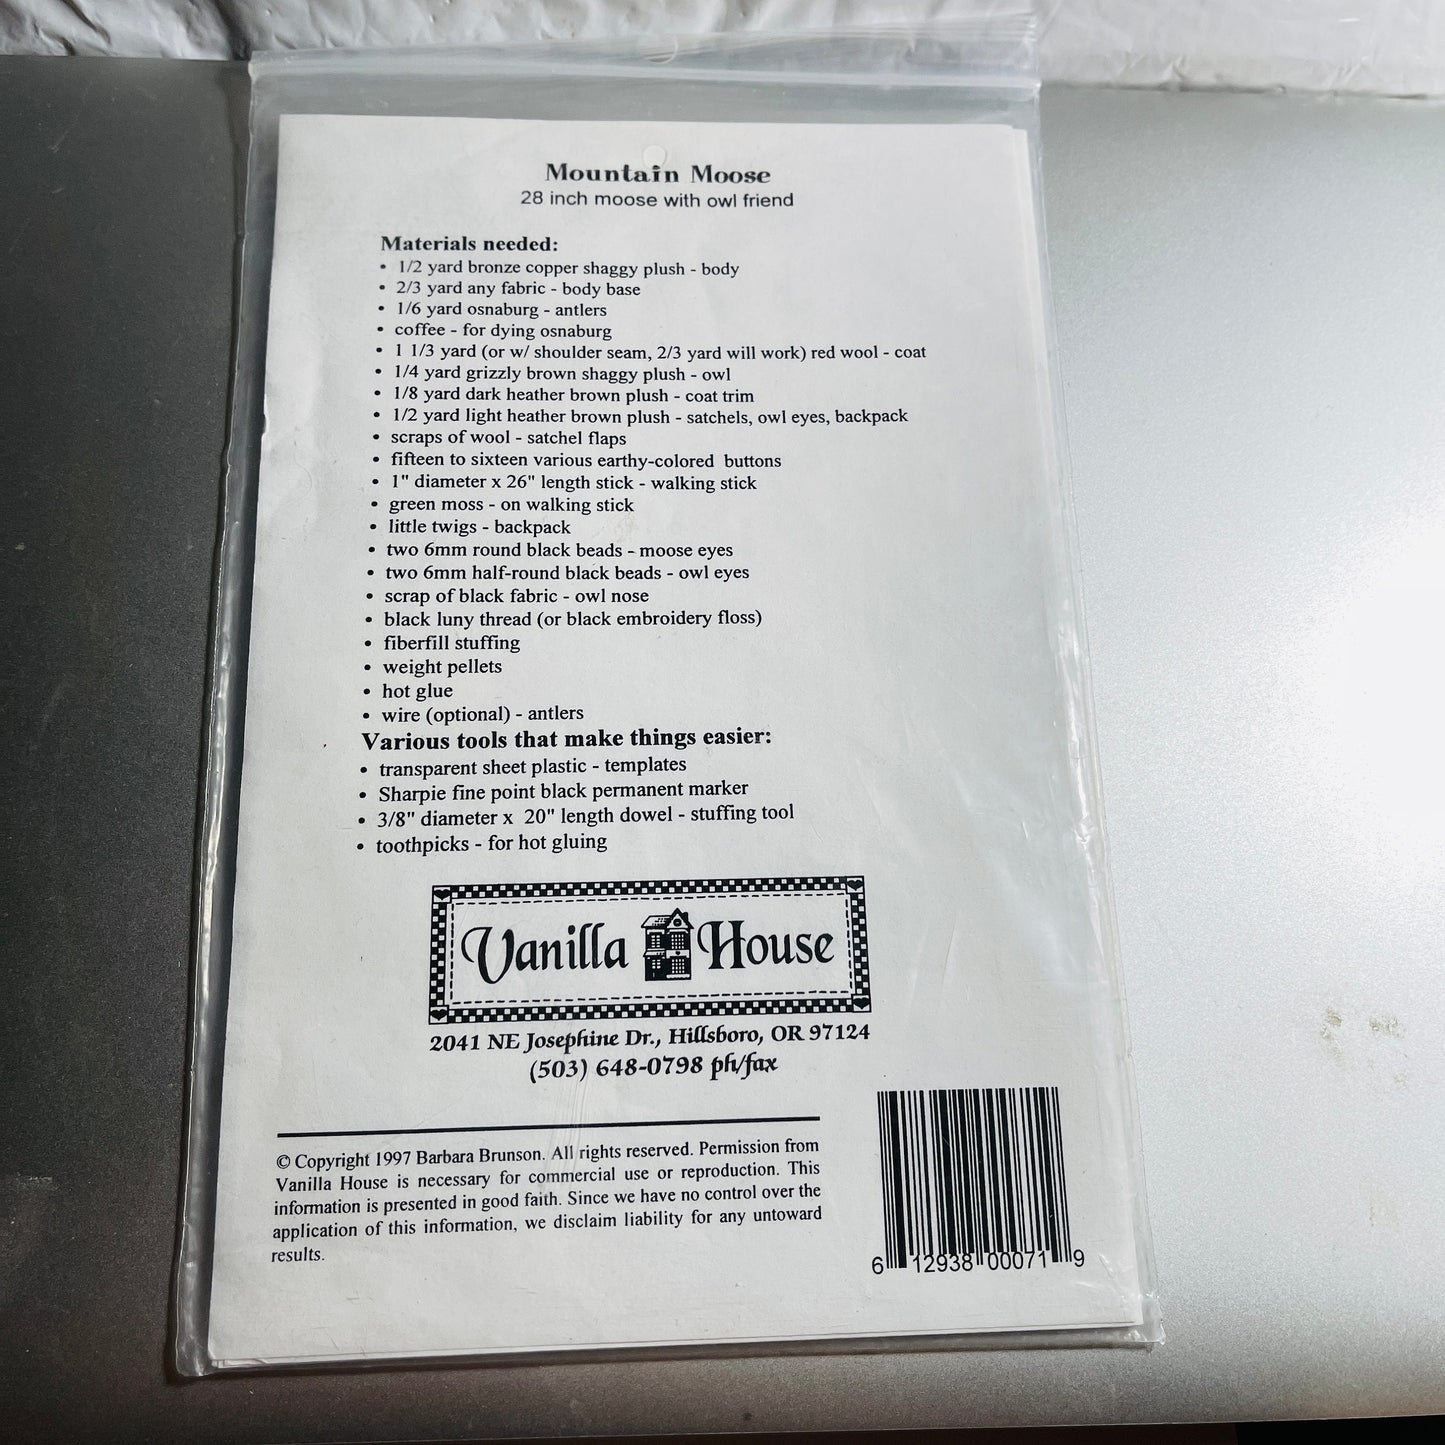 Mountain Moose
28 inch moose with owl friend
Materials needed:
• 1/2 yard bronze copper shaggy plush - body
• 2/3 yard any fabric - body base
• 1/6 yard osnaburg - antlers
• coffee - for dying osnaburg
• 1 1/3 yard (or w/ shoulder seam, 2/3 yard will work) red wool - coat
• 1/4 yard grizzly brown shaggy plush - owl
• 1/8 yard dark heather brown plush - coat trim
• 1/2 yard light heather brown plush - satchels, owl eyes, backpack
• scraps of wool - satchel flaps
• fifteen to sixteen various earthy-colored buttons
• 1" diameter x 26" length stick - walking stick
• green moss - on walking stick
• little twigs - backpack
• two 6mm round black beads - moose eyes
• two 6mm half-round black beads - owl eyes
• scrap of black fabric - owl nose
• black luny thread (or black embroidery floss)
• fiberfill stuffing
• weight pellets
• hot glue
• wire (optional) - antlers
Various tools that make things easier:
• transparent sheet plastic - templates
• Sharpie fine point black permanent marker
• 3/8" diameter x 20" length dowel - stuffing tool
• toothpicks - for hot gluing
Vanilla House
2041 NE Josephine Dr., Hillsboro, OR 97124
(503) 648-0798 ph/fax
© Copyright 1997 Barbara Brunson. All rights reserved. Permission from
Vanilla House is necessary for commercial use or reproduction. This
information is presented in good faith. Since we have no control over the
application of this information, we disclaim liability for any untoward
results.
6 12938 00071 9